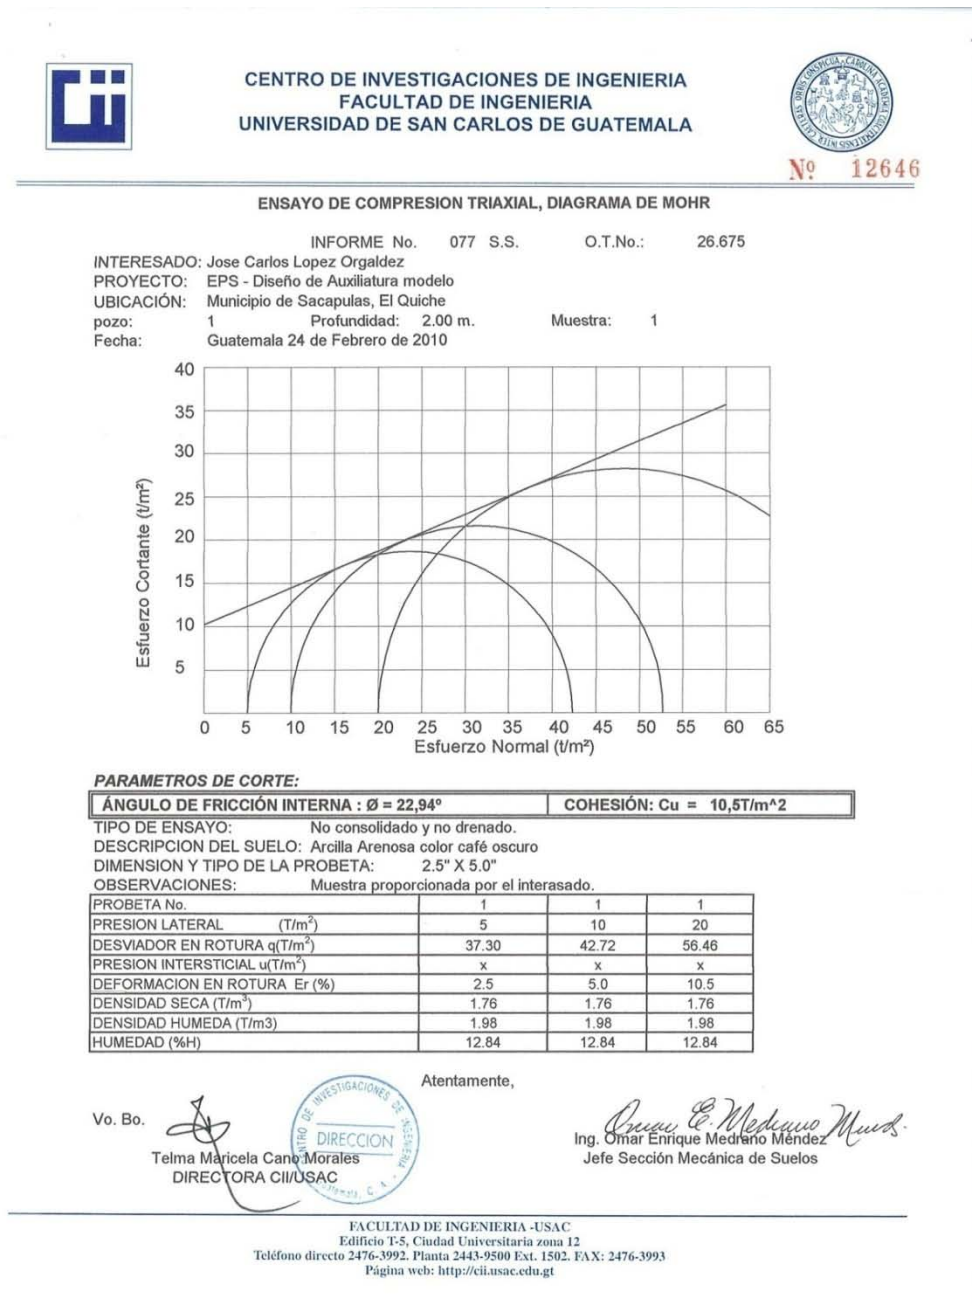 CENTRO DE INVESTIGACIONES DE INGENIERIA
FACULTAD DE INGENIERIA
UNIVERSIDAD DE SAN CARLOS DE GUATEMALA
Nº 12646
ENSAYO DE COMPRESION TRIAXIAL, DIAGRAMA DE MOHR
INFORME No. 077 S.S. O.T.No.: 26.675
INTERESADO: Jose Carlos Lopez Orgaldez
PROYECTO: EPS - Diseño de Auxiliatura modelo
UBICACIÓN: Municipio de Sacapulas, El Quiche
pozo: 1 Profundidad: 2.00 m. Muestra: 1
Fecha: Guatemala 24 de Febrero de 2010
40
35
30
25
20
15
10
5
Esfuerzo Cortante (t/m²)
0 5 10 15 20 25 30 35 40 45 50 55 60 65
Esfuerzo Normal (t/m²)
PARAMETROS DE CORTE:
ÁNGULO DE FRICCIÓN INTERNA : Ø = 22,94º COHESIÓN: Cu = 10,5T/m^2
TIPO DE ENSAYO: No consolidado y no drenado.
DESCRIPCION DEL SUELO: Arcilla Arenosa color café oscuro
DIMENSION Y TIPO DE LA PROBETA: 2.5" X 5.0"
OBSERVACIONES: Muestra proporcionada por el interasado.
PROBETA No. 1 1 1
PRESION LATERAL (T/m²) 5 10 20
DESVIADOR EN ROTURA q(T/m²) 37.30 42.72 56.46
PRESION INTERSTICIAL u(T/m²) x x x
DEFORMACION EN ROTURA Er (%) 2.5 5.0 10.5
DENSIDAD SECA (T/m³) 1.76 1.76 1.76
DENSIDAD HUMEDA (T/m3) 1.98 1.98 1.98
HUMEDAD (%H) 12.84 12.84 12.84
Atentamente,
Vo. Bo.
DE INVESTIGACIONES DE INGENIERIA
DIRECCION
Telma Maricela Cano Morales
DIRECTORA CII/USAC
Ing. Omar Enrique Medrano Méndez
Jefe Sección Mecánica de Suelos
FACULTAD DE INGENIERIA -USAC
Edificio T-5, Ciudad Universitaria zona 12
Teléfono directo 2476-3992. Planta 2443-9500 Ext. 1502. FAX: 2476-3993
Página web: http://cii.usac.edu.gt